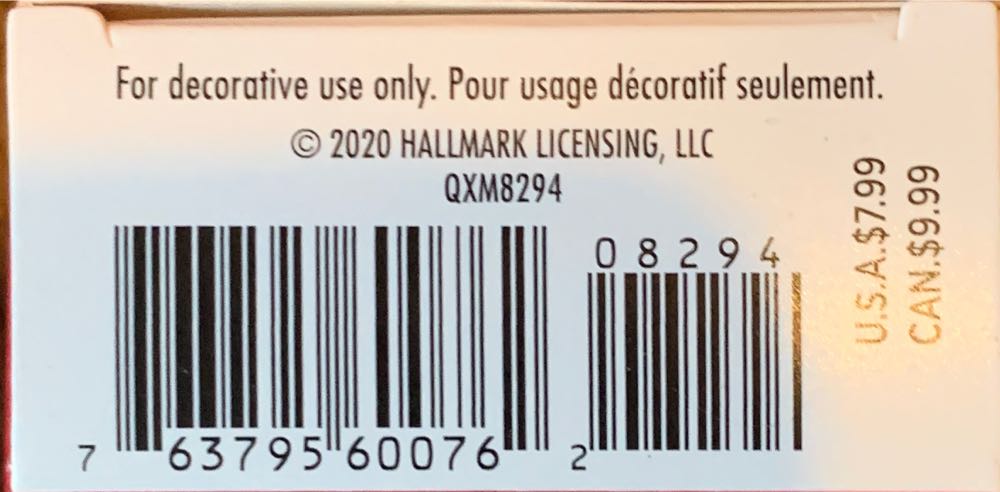 For decorative use only. Pour usage décoratif seulement.
© 2020 HALLMARK LICENSING, LLC
QXM8294
08294
7 63795 60076 2
U.S.A.$7.99
CAN.$9.99